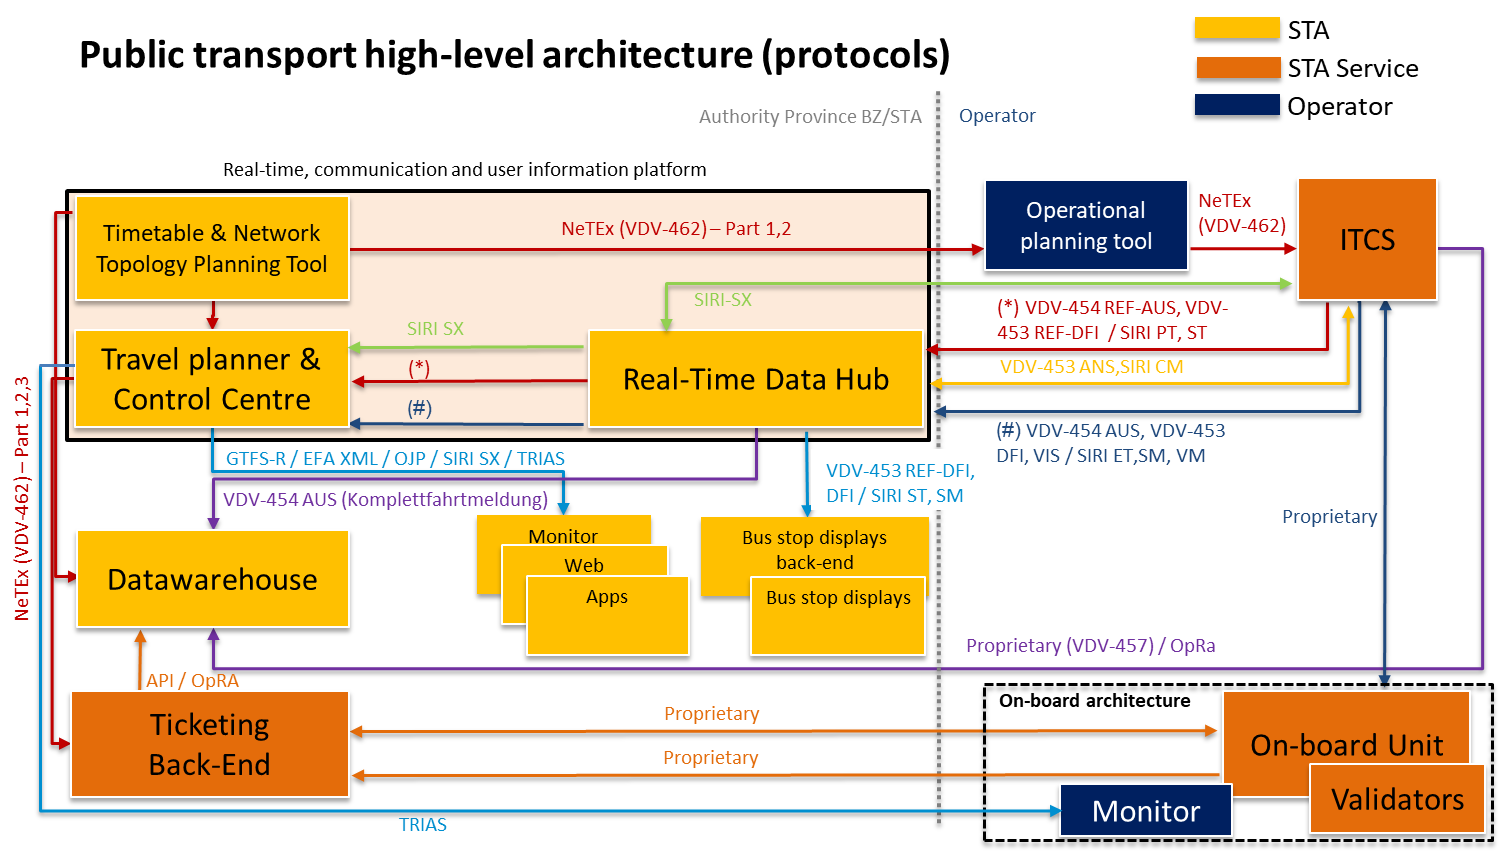 Public transport high-level architecture (protocols)
STA
STA Service
Operator
Authority Province BZ/STA
Operator
Real-time, communication and user information platform
Timetable & Network
Topology Planning Tool
NeTEx (VDV-462) – Part 1,2
Operational
planning tool
NeTEx
(VDV-462)
ITCS
SIRI-SX
(*) VDV-454 REF-AUS, VDV-
453 REF-DFI  / SIRI PT, ST
SIRI SX
Travel planner &
Control Centre
(*)
(#)
Real-Time Data Hub
VDV-453 ANS,SIRI CM
(#) VDV-454 AUS, VDV-453
DFI, VIS / SIRI ET,SM, VM
NeTEx (VDV-462) – Part 1,2,3
GTFS-R / EFA XML / OJP / SIRI SX / TRIAS
VDV-453 REF-DFI,
DFI / SIRI ST, SM
VDV-454 AUS (Komplettfahrtmeldung)
Proprietary
Datawarehouse
Monitor
Web
Apps
Bus stop displays
back-end
Bus stop displays
Proprietary (VDV-457) / OpRa
API / OpRA
Ticketing
Back-End
Proprietary
Proprietary
On-board architecture
On-board Unit
Validators
Monitor
TRIAS